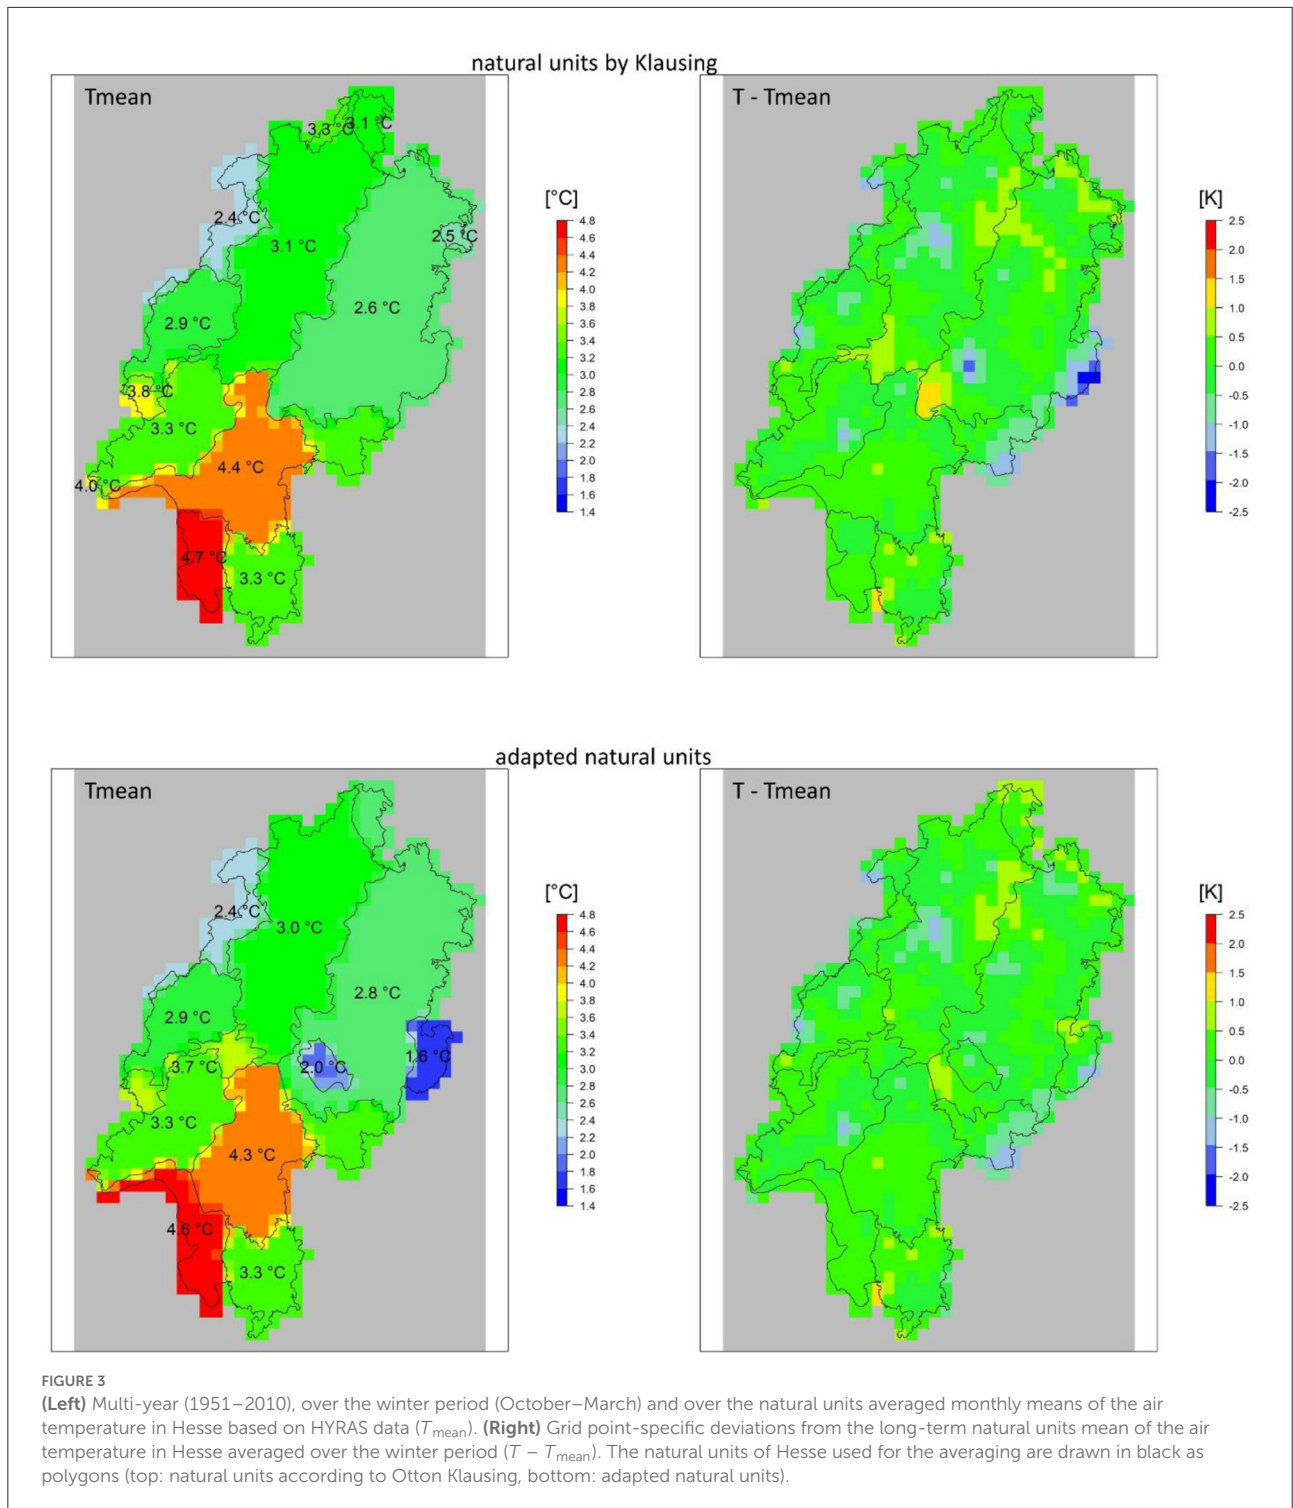 natural units by Klausing
Tmean
3.3 °C
3.1 °C
2.4 °C
3.1 °C
2.5 °C
2.6 °C
2.9 °C
3.8 °C
3.3 °C
4.4 °C
4.0 °C
4.7 °C
3.3 °C
[°C]
4.8
4.6
4.4
4.2
4.0
3.8
3.6
3.4
3.2
3.0
2.8
2.6
2.4
2.2
2.0
1.8
1.6
1.4
T - Tmean
[K]
2.5
2.0
1.5
1.0
0.5
0.0
-0.5
-1.0
-1.5
-2.0
-2.5
adapted natural units
Tmean
2.4 °C
3.0 °C
2.8 °C
2.9 °C
3.7 °C
2.0 °C
1.6 °C
3.3 °C
4.3 °C
4.6 °C
3.3 °C
[°C]
4.8
4.6
4.4
4.2
4.0
3.8
3.6
3.4
3.2
3.0
2.8
2.6
2.4
2.2
2.0
1.8
1.6
1.4
T - Tmean
[K]
2.5
2.0
1.5
1.0
0.5
0.0
-0.5
-1.0
-1.5
-2.0
-2.5
FIGURE 3
(Left) Multi-year (1951–2010), over the winter period (October–March) and over the natural units averaged monthly means of the air
temperature in Hesse based on HYRAS data (Tmean). (Right) Grid point-specific deviations from the long-term natural units mean of the air
temperature in Hesse averaged over the winter period (T − Tmean). The natural units of Hesse used for the averaging are drawn in black as
polygons (top: natural units according to Otton Klausing, bottom: adapted natural units).